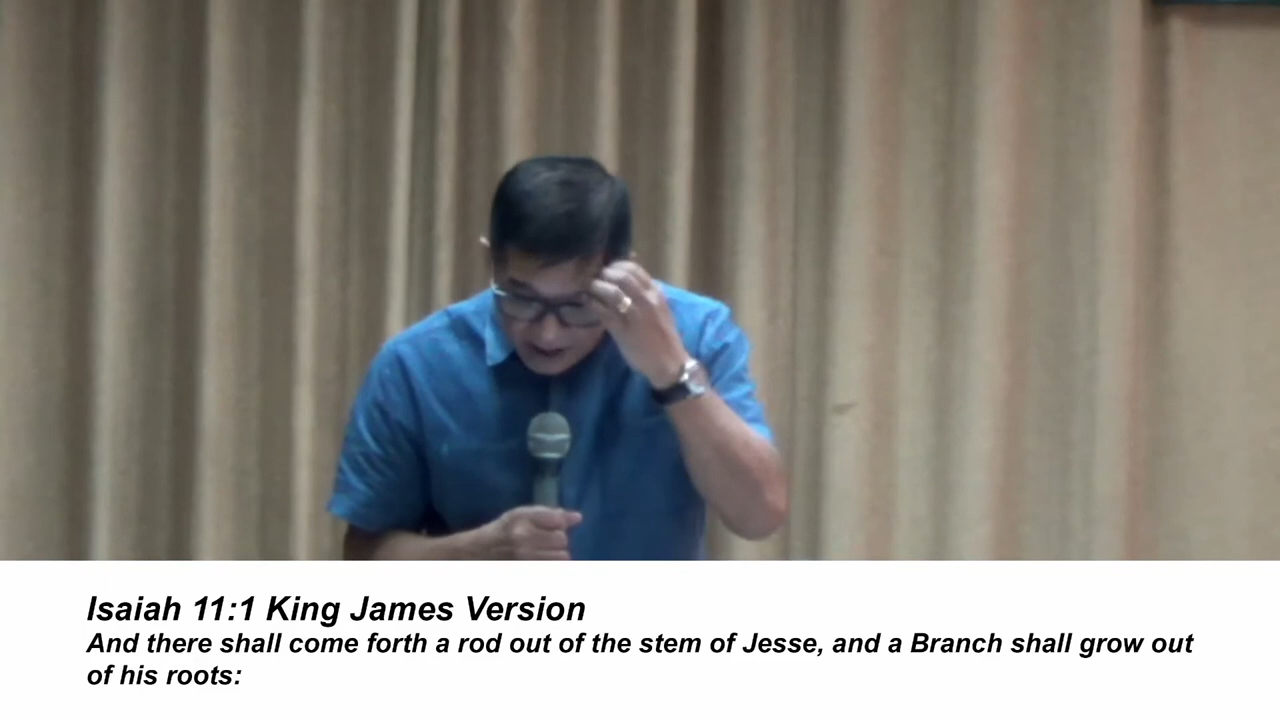 Isaiah 11:1 King James Version
And there shall come forth a rod out of the stem of Jesse, and a Branch shall grow out
of his roots: